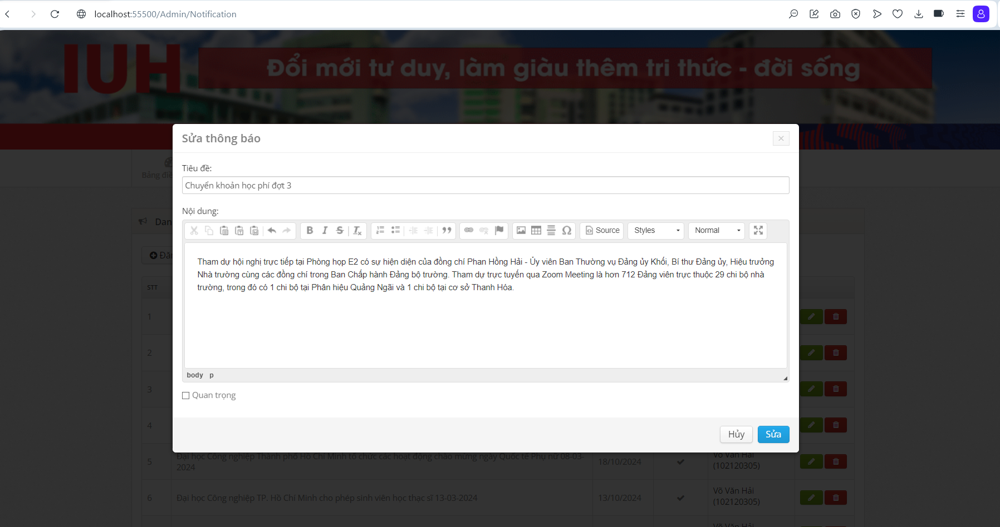 localhost:55500/Admin/Notification
IUH
Đổi mới tư duy, làm giàu thêm tri thức - đời sống
Sửa thông báo
×
Bảng điề
Tiêu đề:
Chuyển khoản học phí đợt 3
Dan
Nội dung:
Source
Styles
Normal
Đăn
Tham dự hội nghị trực tiếp tại Phòng họp E2 có sự hiện diện của đồng chí Phan Hồng Hải - Ủy viên Ban Thường vụ Đảng ủy Khối, Bí thư Đảng ủy, Hiệu trưởng
Nhà trường cùng các đồng chí trong Ban Chấp hành Đảng bộ trường. Tham dự trực tuyến qua Zoom Meeting là hơn 712 Đảng viên trực thuộc 29 chi bộ nhà
trường, trong đó có 1 chi bộ tại Phân hiệu Quảng Ngãi và 1 chi bộ tại cơ sở Thanh Hóa.
STT
1
2
body p
3
Quan trọng
4
Hủy Sửa
5 Đại học Công nghiệp Thành phố Hồ Chí Minh tổ chức các hoạt động chào mừng ngày Quốc tế Phụ nữ 08-03-
2024
18/10/2024
Võ Văn Hải
(102120305)
6 Đại học Công nghiệp TP. Hồ Chí Minh cho phép sinh viên học thạc sĩ 13-03-2024 13/10/2024
Võ Văn Hải
(102120305)
Võ Văn Hải